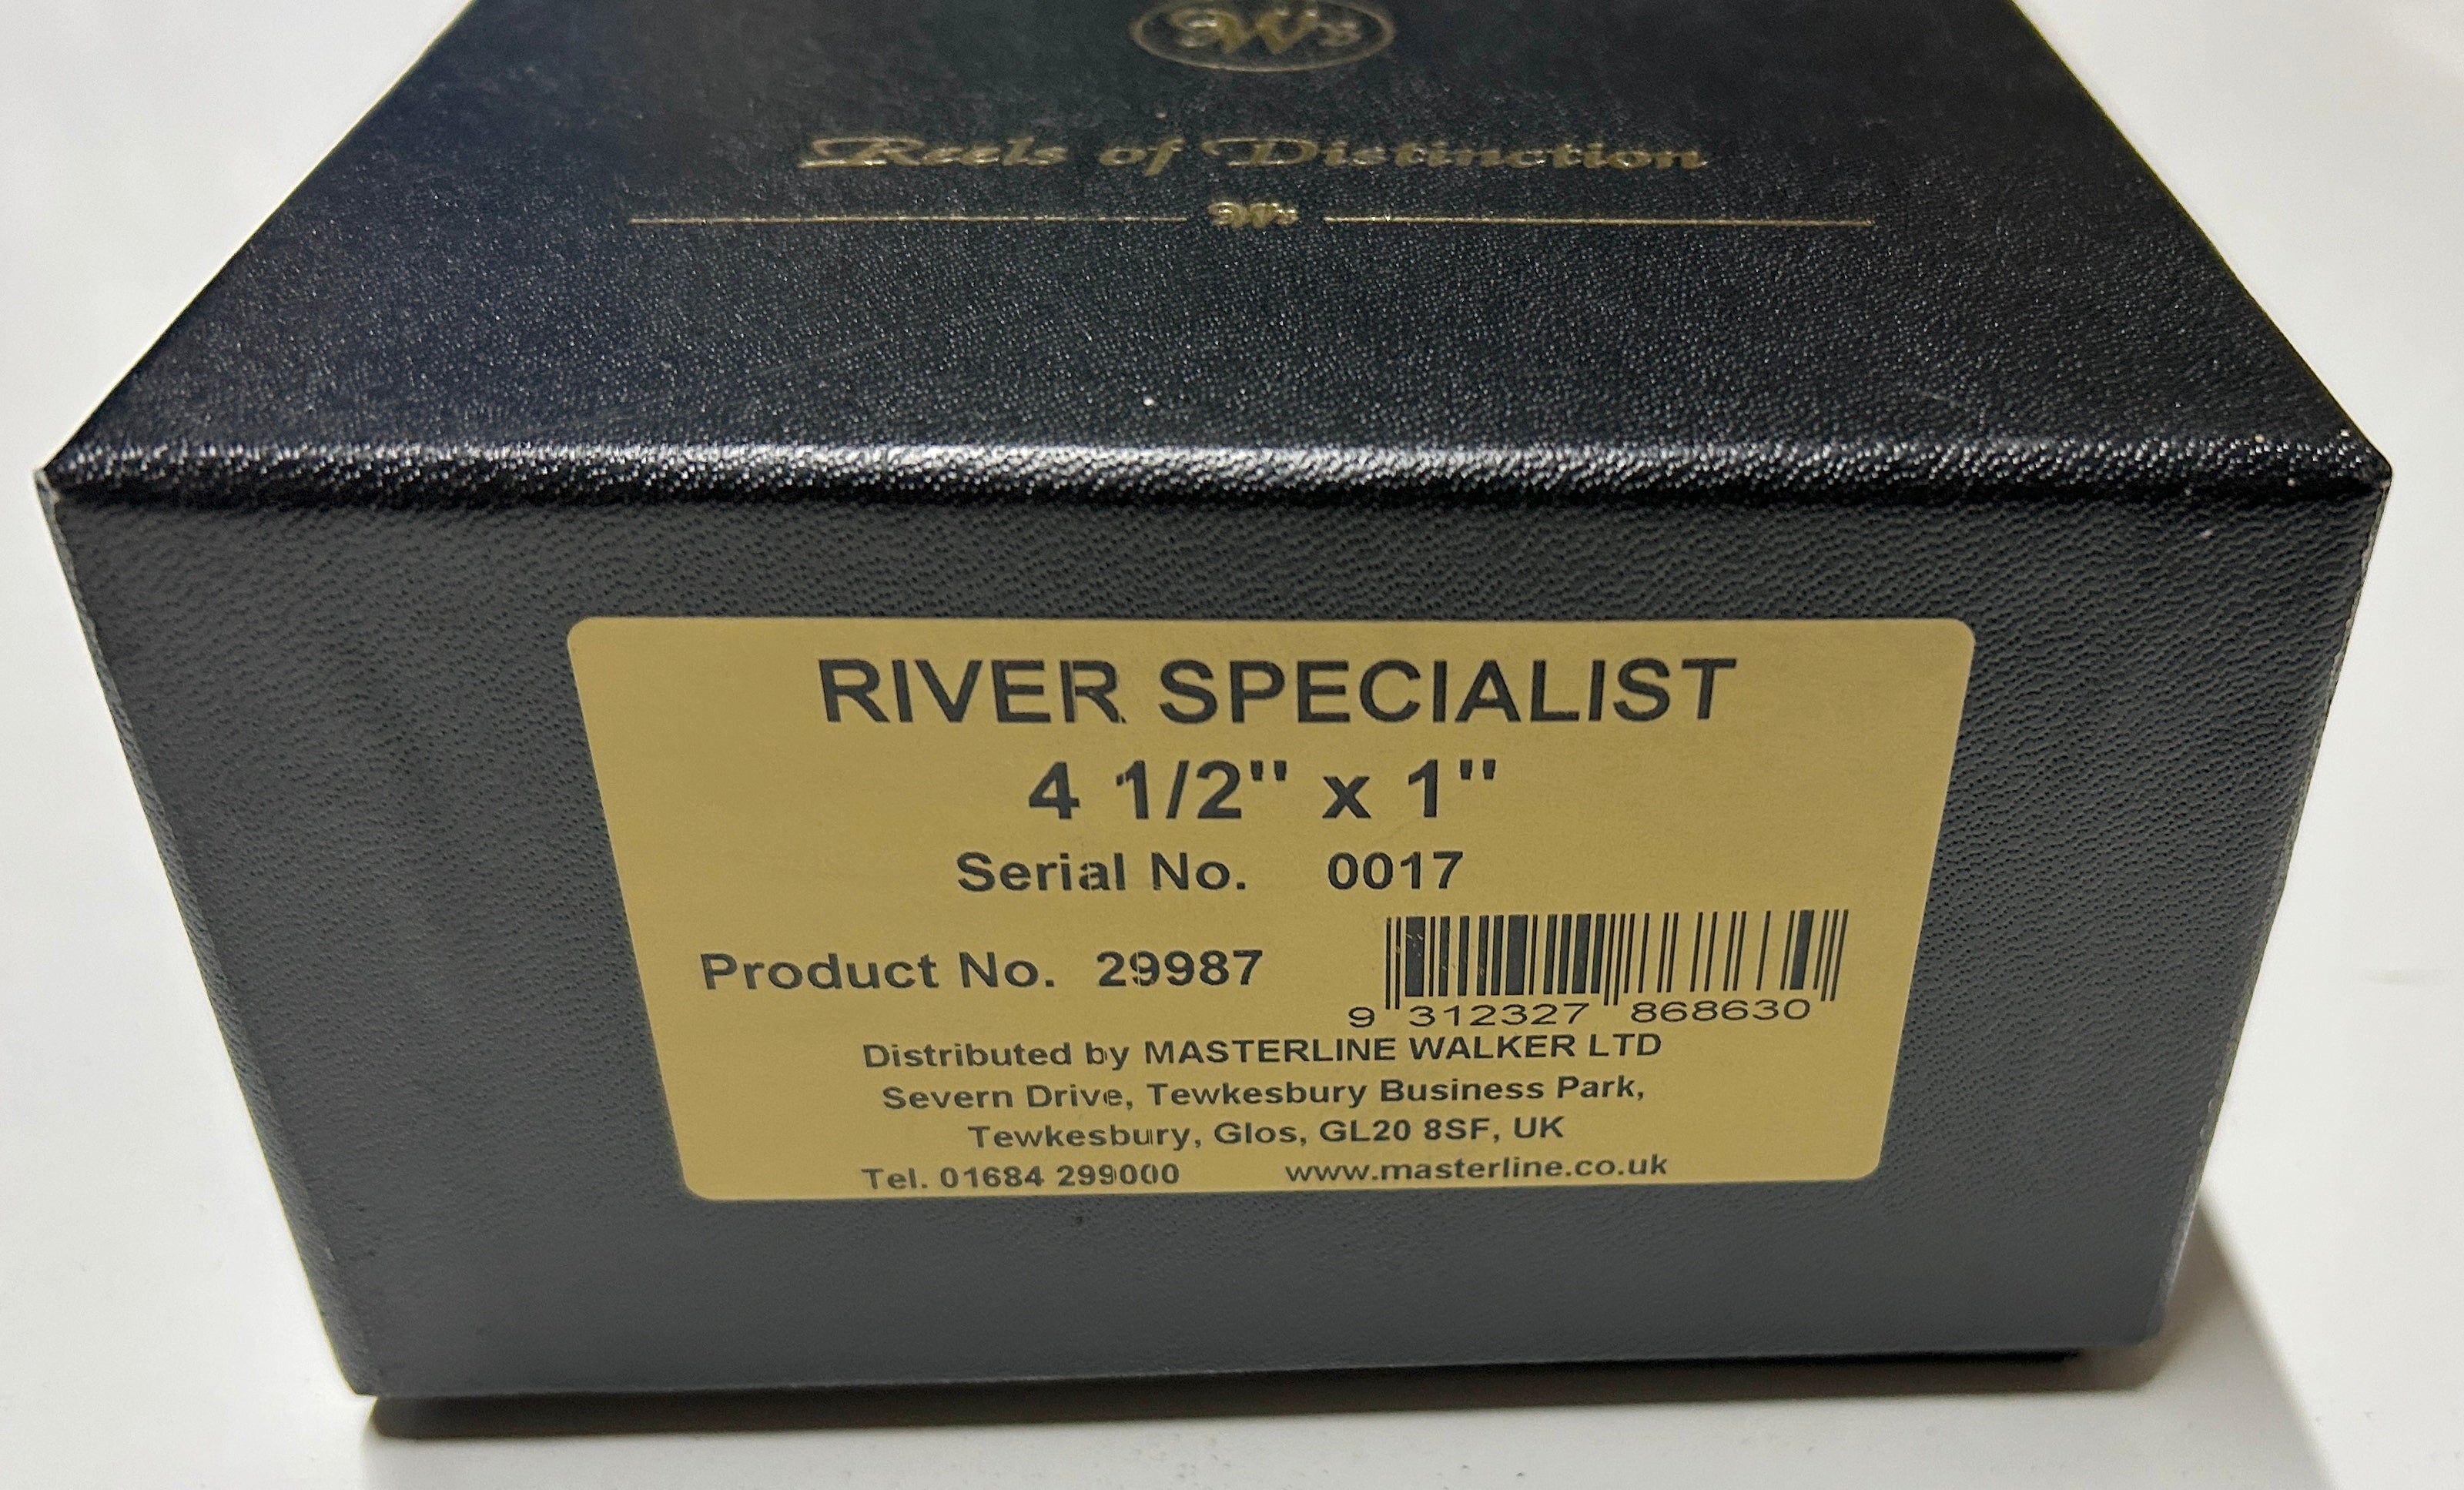 W
Reels of Distinction
RIVER SPECIALIST
4 1/2" x 1"
Serial No. 0017
Product No. 29987
9 312327 868630
Distributed by MASTERLINE WALKER LTD
Severn Drive, Tewkesbury Business Park,
Tewkesbury, Glos, GL20 8SF, UK
Tel. 01684 299000 www.masterline.co.uk